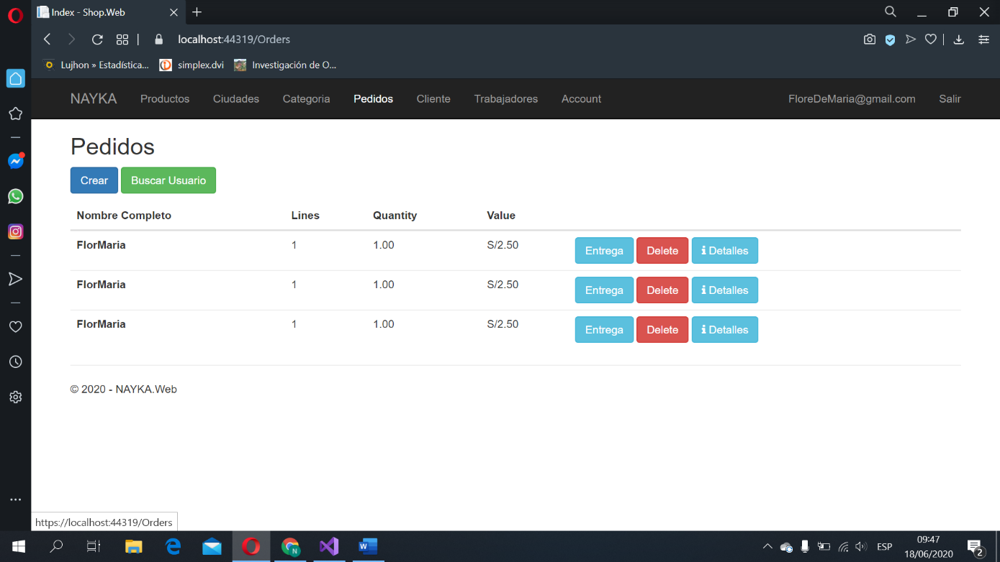 Index - Shop.Web
localhost:44319/Orders
Lujhon » Estadística...
simplex.dvi
Investigación de O...
NAYKA Productos Ciudades Categoria Pedidos Cliente Trabajadores Account FloreDeMaria@gmail.com Salir
Pedidos
Crear Buscar Usuario
Nombre Completo Lines Quantity Value
FlorMaria 1 1.00 S/2.50 Entrega Delete Detalles
FlorMaria 1 1.00 S/2.50 Entrega Delete Detalles
FlorMaria 1 1.00 S/2.50 Entrega Delete Detalles
© 2020 - NAYKA.Web
https://localhost:44319/Orders
ESP
09:47
18/06/2020
2